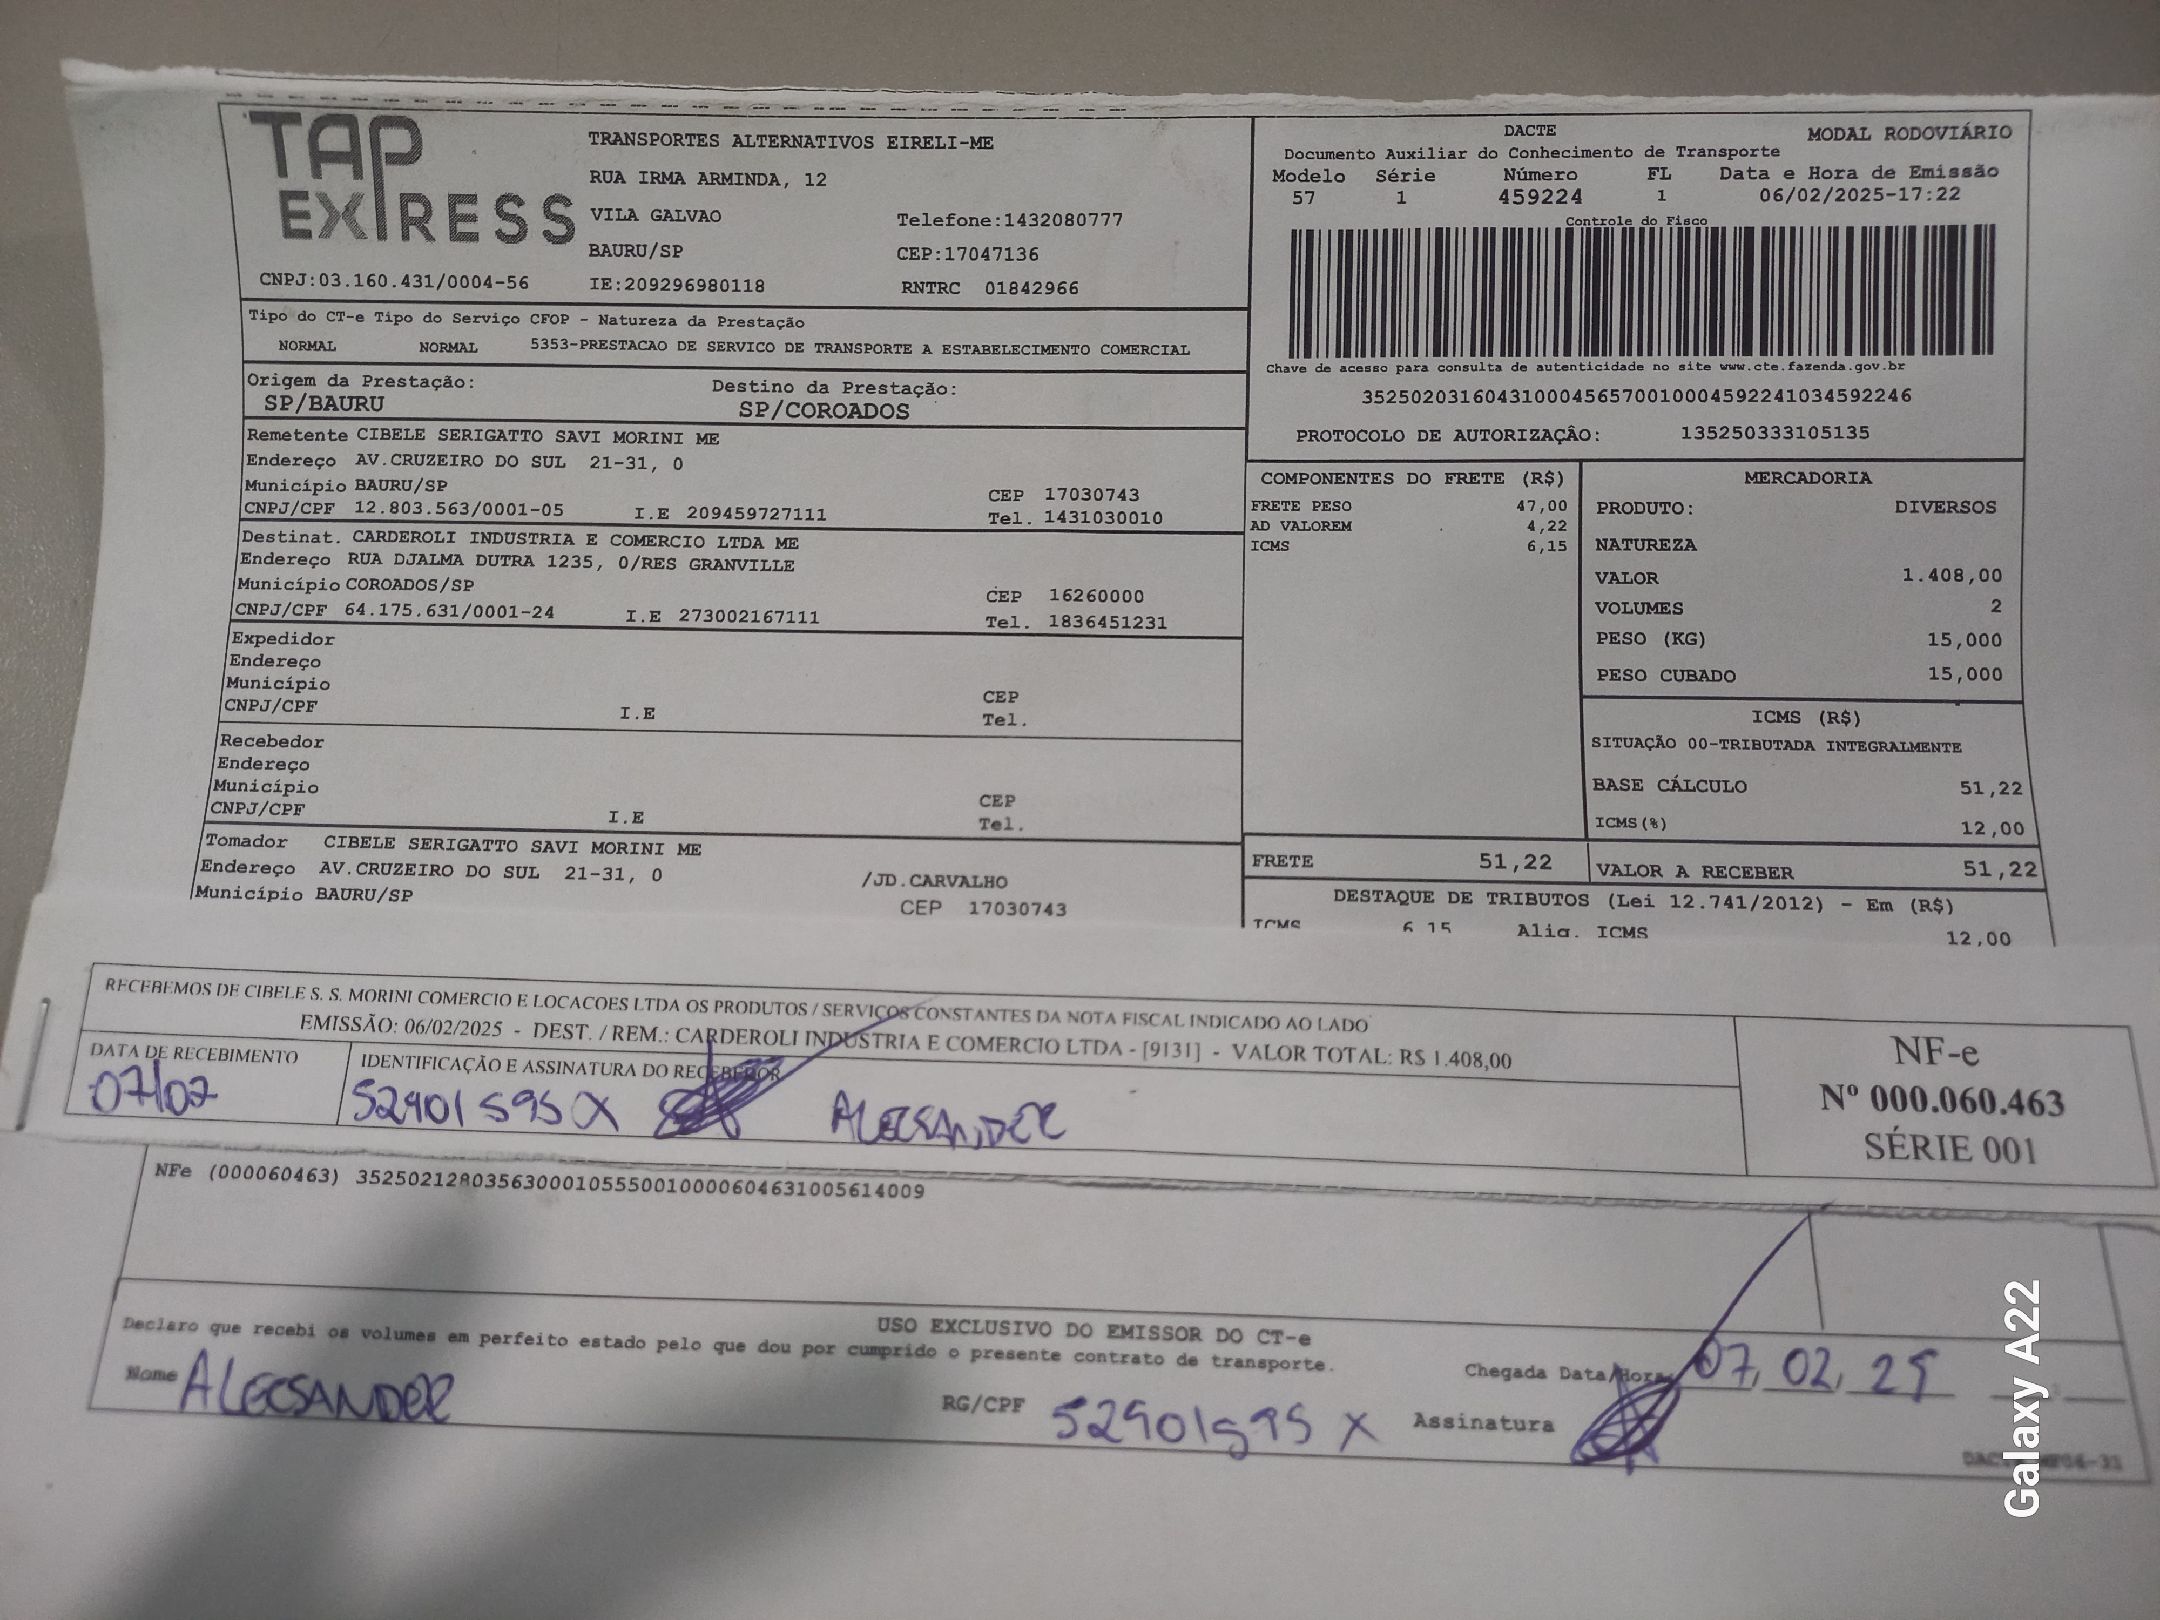 TAP EXPRESS
TRANSPORTES ALTERNATIVOS EIRELI-ME
RUA IRMA ARMINDA, 12
VILA GALVAO Telefone:1432080777
BAURU/SP CEP:17047136
CNPJ:03.160.431/0004-56 IE:209296980118 RNTRC 01842966
DACTE MODAL RODOVIÁRIO
Documento Auxiliar do Conhecimento de Transporte
Modelo Série Número FL Data e Hora de Emissão
57 1 459224 1 06/02/2025-17:22
Controle do Fisco
Chave de acesso para consulta de autenticidade no site www.cte.fazenda.gov.br
35250203160431000456570010004592241034592246
PROTOCOLO DE AUTORIZAÇÂO: 135250333105135
Tipo do CT-e Tipo do Serviço CFOP - Natureza da Prestação
NORMAL NORMAL 5353-PRESTACAO DE SERVICO DE TRANSPORTE A ESTABELECIMENTO COMERCIAL
Origem da Prestação: Destino da Prestação:
SP/BAURU SP/COROADOS
Remetente CIBELE SERIGATTO SAVI MORINI ME
Endereço AV.CRUZEIRO DO SUL 21-31, 0
Município BAURU/SP CEP 17030743
CNPJ/CPF 12.803.563/0001-05 I.E 209459727111 Tel. 1431030010
Destinat. CARDEROLI INDUSTRIA E COMERCIO LTDA ME
Endereço RUA DJALMA DUTRA 1235, 0/RES GRANVILLE
Município COROADOS/SP CEP 16260000
CNPJ/CPF 64.175.631/0001-24 I.E 273002167111 Tel. 1836451231
Expedidor
Endereço
Município CEP
CNPJ/CPF I.E Tel.
Recebedor
Endereço
Município CEP
CNPJ/CPF I.E Tel.
Tomador CIBELE SERIGATTO SAVI MORINI ME
Endereço AV.CRUZEIRO DO SUL 21-31, 0 /JD.CARVALHO
Município BAURU/SP CEP 17030743
COMPONENTES DO FRETE (R$)
FRETE PESO 47,00
AD VALOREM 4,22
ICMS 6,15
MERCADORIA
PRODUTO: DIVERSOS
NATUREZA
VALOR 1.408,00
VOLUMES 2
PESO (KG) 15,000
PESO CUBADO 15,000
ICMS (R$)
SITUAÇÃO 00-TRIBUTADA INTEGRALMENTE
BASE CÁLCULO 51,22
ICMS(%) 12,00
FRETE 51,22 VALOR A RECEBER 51,22
DESTAQUE DE TRIBUTOS (Lei 12.741/2012) - Em (R$)
ICMS 6,15 Aliq. ICMS 12,00
RECEBEMOS DE CIBELE S. S. MORINI COMERCIO E LOCACOES LTDA OS PRODUTOS / SERVIÇOS CONSTANTES DA NOTA FISCAL INDICADO AO LADO
EMISSÃO: 06/02/2025 - DEST. / REM.: CARDEROLI INDUSTRIA E COMERCIO LTDA - [9131] - VALOR TOTAL: R$ 1.408,00
DATA DE RECEBIMENTO IDENTIFICAÇÃO E ASSINATURA DO RECEBEDOR
07/02 52901595X ALECSANDER
NF-e
Nº 000.060.463
SÉRIE 001
NFe (000060463) 35250212803563000105550010000604631005614009
USO EXCLUSIVO DO EMISSOR DO CT-e
Declaro que recebi os volumes em perfeito estado pelo que dou por cumprido o presente contrato de transporte.
Nome ALECSANDER RG/CPF 52901595X Assinatura
Chegada Data/Hora 07,02,25
Galaxy A22